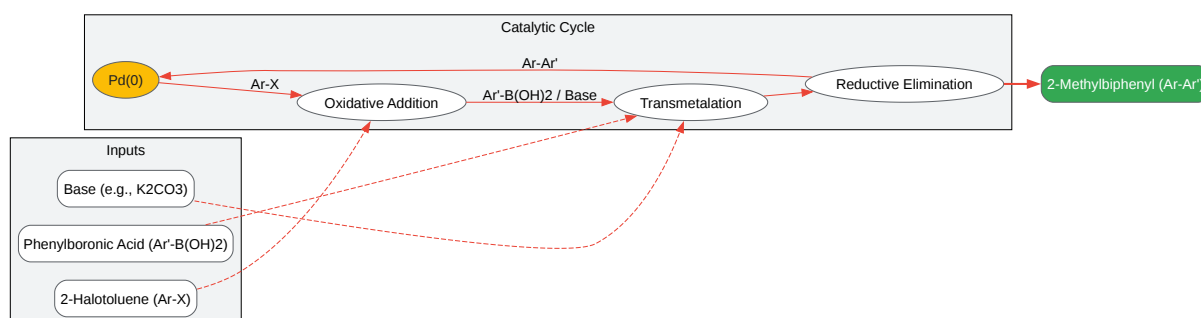 Catalytic Cycle
Pd(0)
Ar-X
Oxidative Addition
Ar'-B(OH)2 / Base
Transmetalation
Ar-Ar'
Reductive Elimination
2-Methylbiphenyl (Ar-Ar')
Inputs
Base (e.g., K2CO3)
Phenylboronic Acid (Ar'-B(OH)2)
2-Halotoluene (Ar-X)